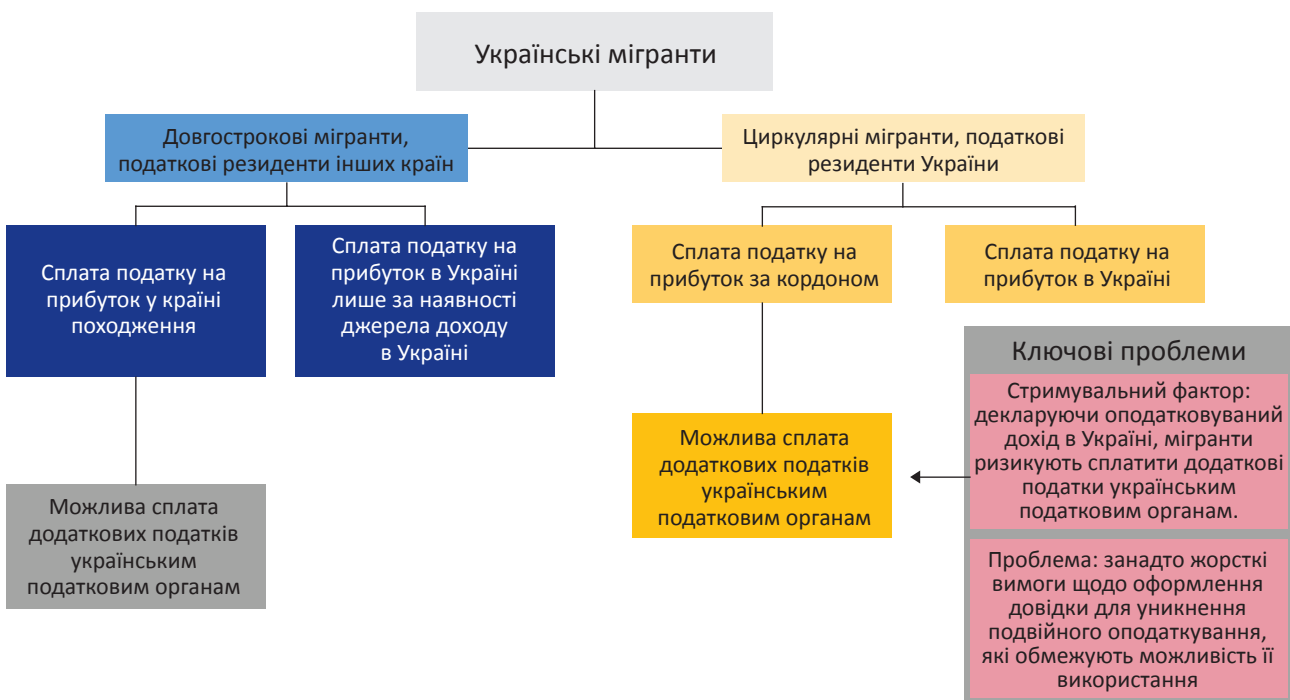 Українські мігранти
Довгострокові мігранти,
податкові резиденти інших країн
Циркулярні мігранти, податкові
резиденти України
Сплата податку на
прибуток у країні
походження
Сплата податку на
прибуток в Україні
лише за наявності
джерела доходу
в Україні
Сплата податку на
прибуток за кордоном
Сплата податку на
прибуток в Україні
Можлива сплата
додаткових податків
українським
податковим органам
Можлива сплата
додаткових податків
українським
податковим органам
Ключові проблеми
Стримувальний фактор:
декларуючи оподатковуваний
дохід в Україні, мігранти
ризикують сплатити додаткові
податки українським
податковим органам.
Проблема: занадто жорсткі
вимоги щодо оформлення
довідки для уникнення
подвійного оподаткування,
які обмежують можливість її
використання